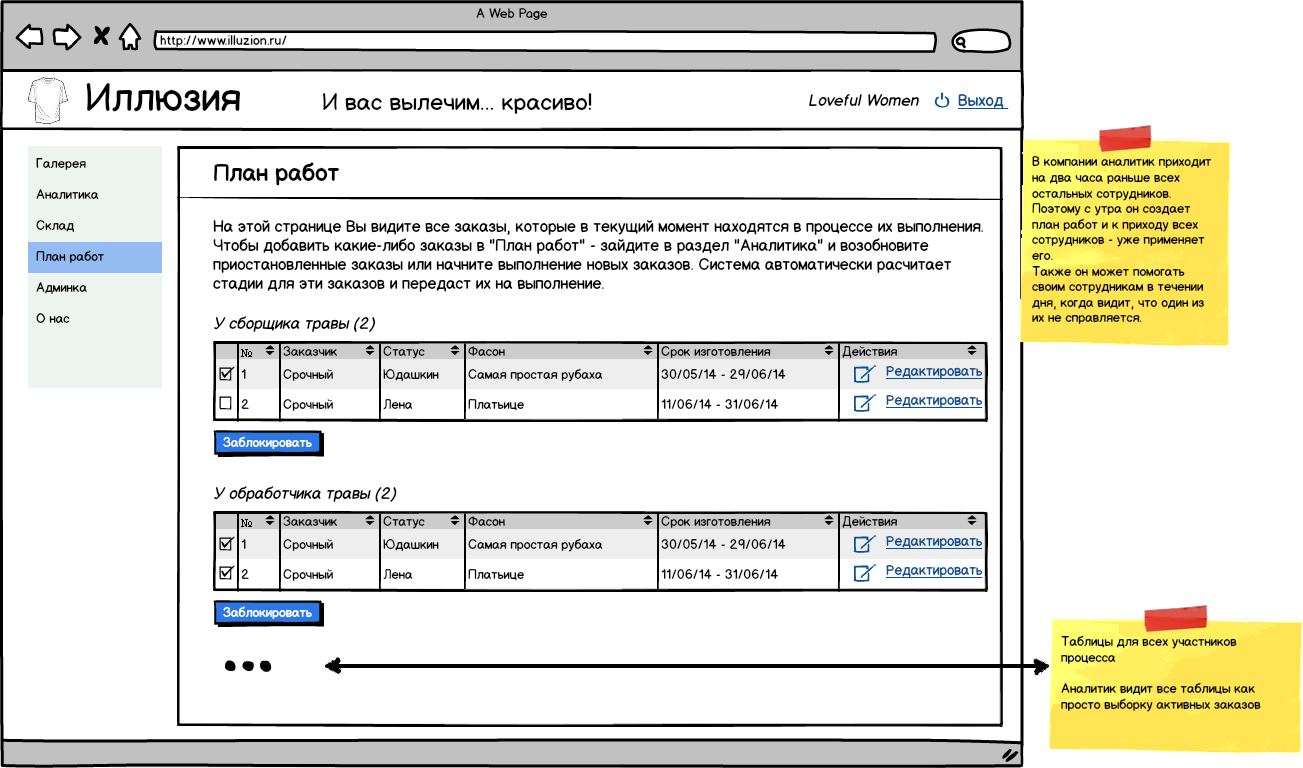 A Web Page
http://www.illuzion.ru/
Иллюзия
И вас вылечим... красиво!
Loveful Women
Выход
Галерея
Аналитика
Склад
План работ
Админка
О нас
План работ
На этой странице Вы видите все заказы, которые в текущий момент находятся в процессе их выполнения.
Чтобы добавить какие-либо заказы в "План работ" - зайдите в раздел "Аналитика" и возобновите
приостановленные заказы или начните выполнение новых заказов. Система автоматически расчитает
стадии для эти заказов и передаст их на выполнение.
У сборщика травы (2)
№ Заказчик Статус Фасон Срок изготовления Действия
1 Срочный Юдашкин Самая простая рубаха 30/05/14 - 29/06/14 Редактировать
2 Срочный Лена Платьице 11/06/14 - 31/06/14 Редактировать
Заблокировать
У обработчика травы (2)
№ Заказчик Статус Фасон Срок изготовления Действия
1 Срочный Юдашкин Самая простая рубаха 30/05/14 - 29/06/14 Редактировать
2 Срочный Лена Платьице 11/06/14 - 31/06/14 Редактировать
Заблокировать
В компании аналитик приходит
на два часа раньше всех
остальных сотрудников.
Поэтому с утра он создает
план работ и к приходу всех
сотрудников - уже применяет
его.
Также он может помогать
своим сотрудникам в течении
дня, когда видит, что один из
их не справляется.
Таблицы для всех участников
процесса
Аналитик видит все таблицы как
просто выборку активных заказов